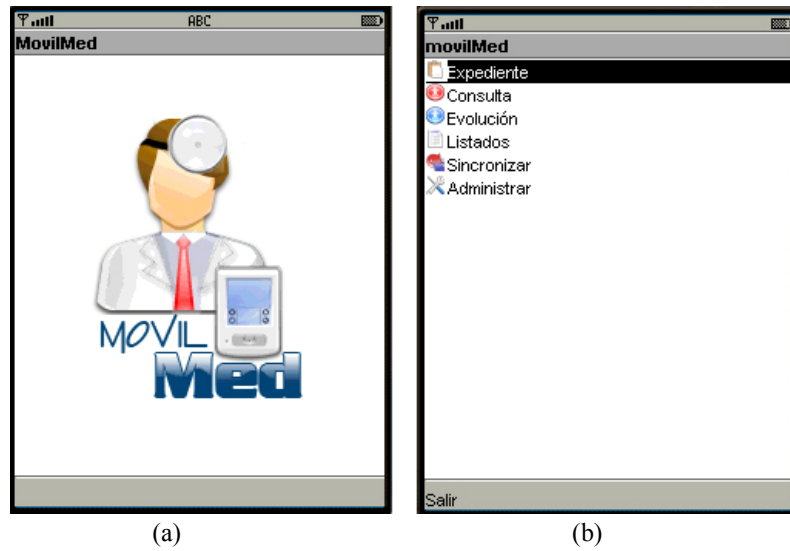 ABC
MovilMed
MOVIL
Med
(a)
movilMed
Expediente
Consulta
Evolución
Listados
Sincronizar
Administrar
Salir
(b)